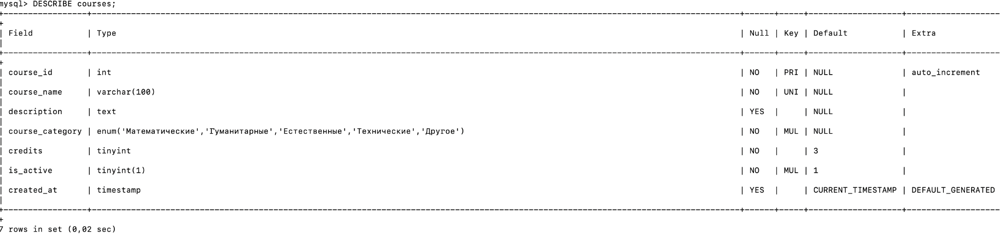 mysql> DESCRIBE courses;
| Field | Type | Null | Key | Default | Extra |
| course_id | int | NO | PRI | NULL | auto_increment |
| course_name | varchar(100) | NO | UNI | NULL | |
| description | text | YES | | NULL | |
| course_category | enum('Математические','Гуманитарные','Естественные','Технические','Другое') | NO | MUL | NULL | |
| credits | tinyint | NO | | 3 | |
| is_active | tinyint(1) | NO | MUL | 1 | |
| created_at | timestamp | YES | | CURRENT_TIMESTAMP | DEFAULT_GENERATED |
7 rows in set (0,02 sec)